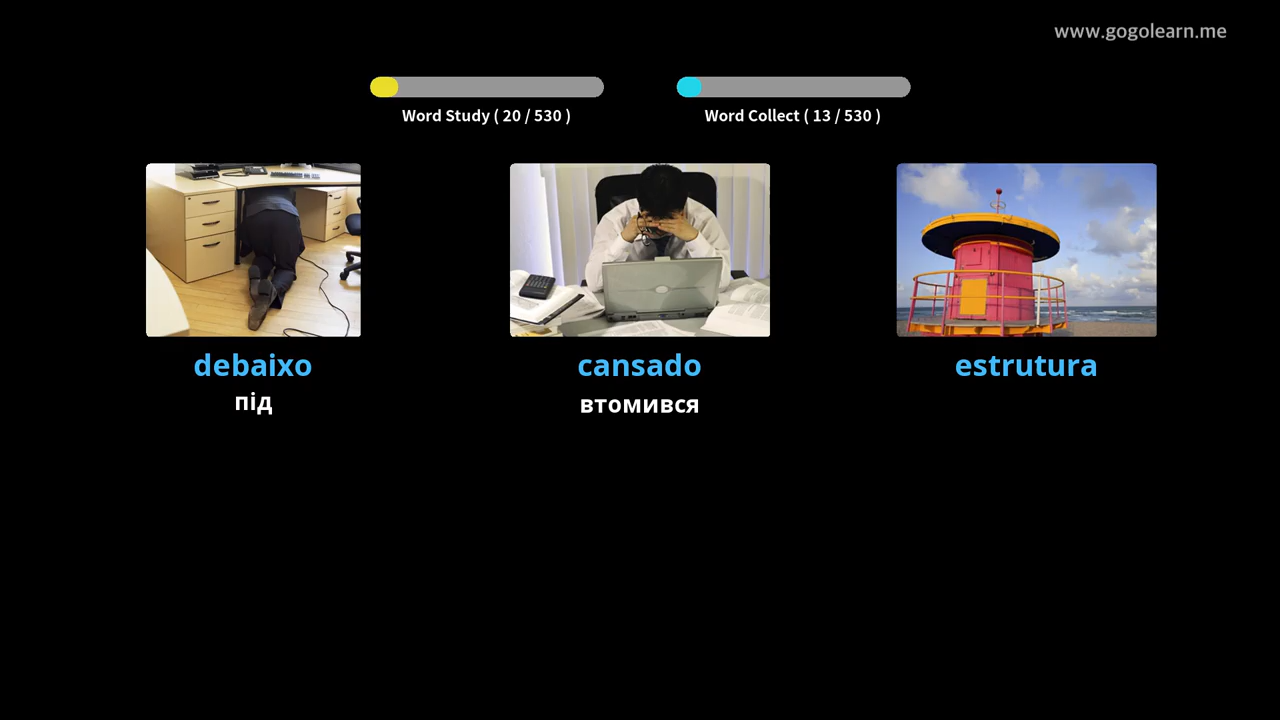 www.gogolearn.me
Word Study ( 20 / 530 )
Word Collect ( 13 / 530 )
debaixo
cansado
estrutura
під
втомився